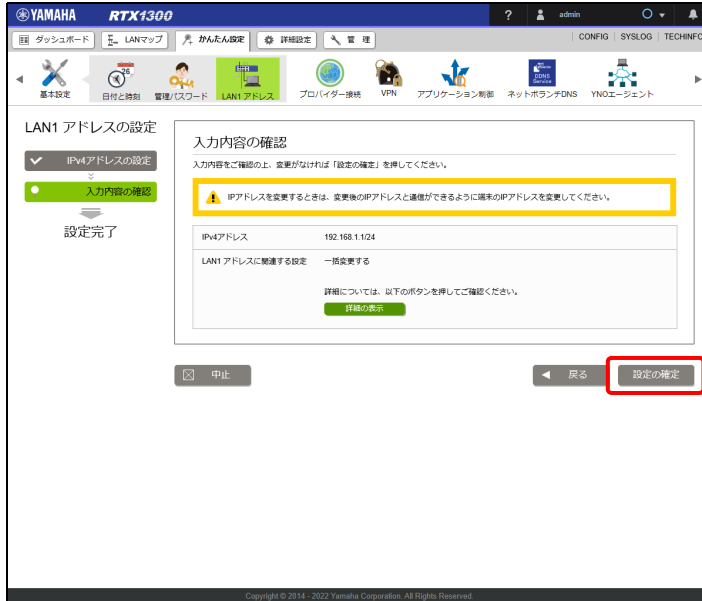 YAMAHA RTX1300 ? admin
ダッシュボード LANマップ かんたん設定 詳細設定 管 理 CONFIG SYSLOG TECHINFO
基本設定 日付と時刻 管理パスワード LAN1 アドレス プロバイダー接続 VPN アプリケーション制御 ネットボランチDNS YNOエージェント
LAN1 アドレスの設定
IPv4アドレスの設定
入力内容の確認
設定完了
入力内容の確認
入力内容をご確認の上、変更がなければ「設定の確定」を押してください。
IPアドレスを変更するときは、変更後のIPアドレスと通信ができるように端末のIPアドレスを変更してください。
IPv4アドレス 192.168.1.1/24
LAN1 アドレスに関連する設定 一括変更する
詳細については、以下のボタンを押してご確認ください。
詳細の表示
中止 戻る 設定の確定
Copyright © 2014 - 2022 Yamaha Corporation. All Rights Reserved.